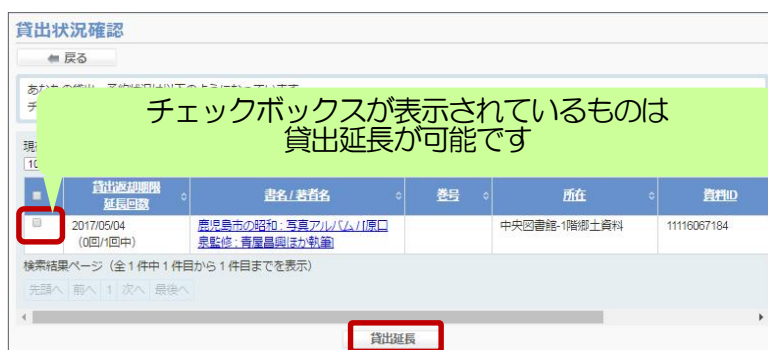 貸出状況確認
戻る
チェックボックスが表示されているものは
貸出延長が可能です
貸出返却期限
延長回数
書名/著者名
巻号
所在
資料ID
2017/05/04
(0回/1回中)
鹿児島市の昭和 : 写真アルバム / [原口
泉監修 ; 青屋昌興ほか執筆]
中央図書館-1階郷土資料
11116067184
検索結果ページ(全1件中1件目から1件目までを表示)
先頭へ 前へ 1 次へ 最後へ
貸出延長